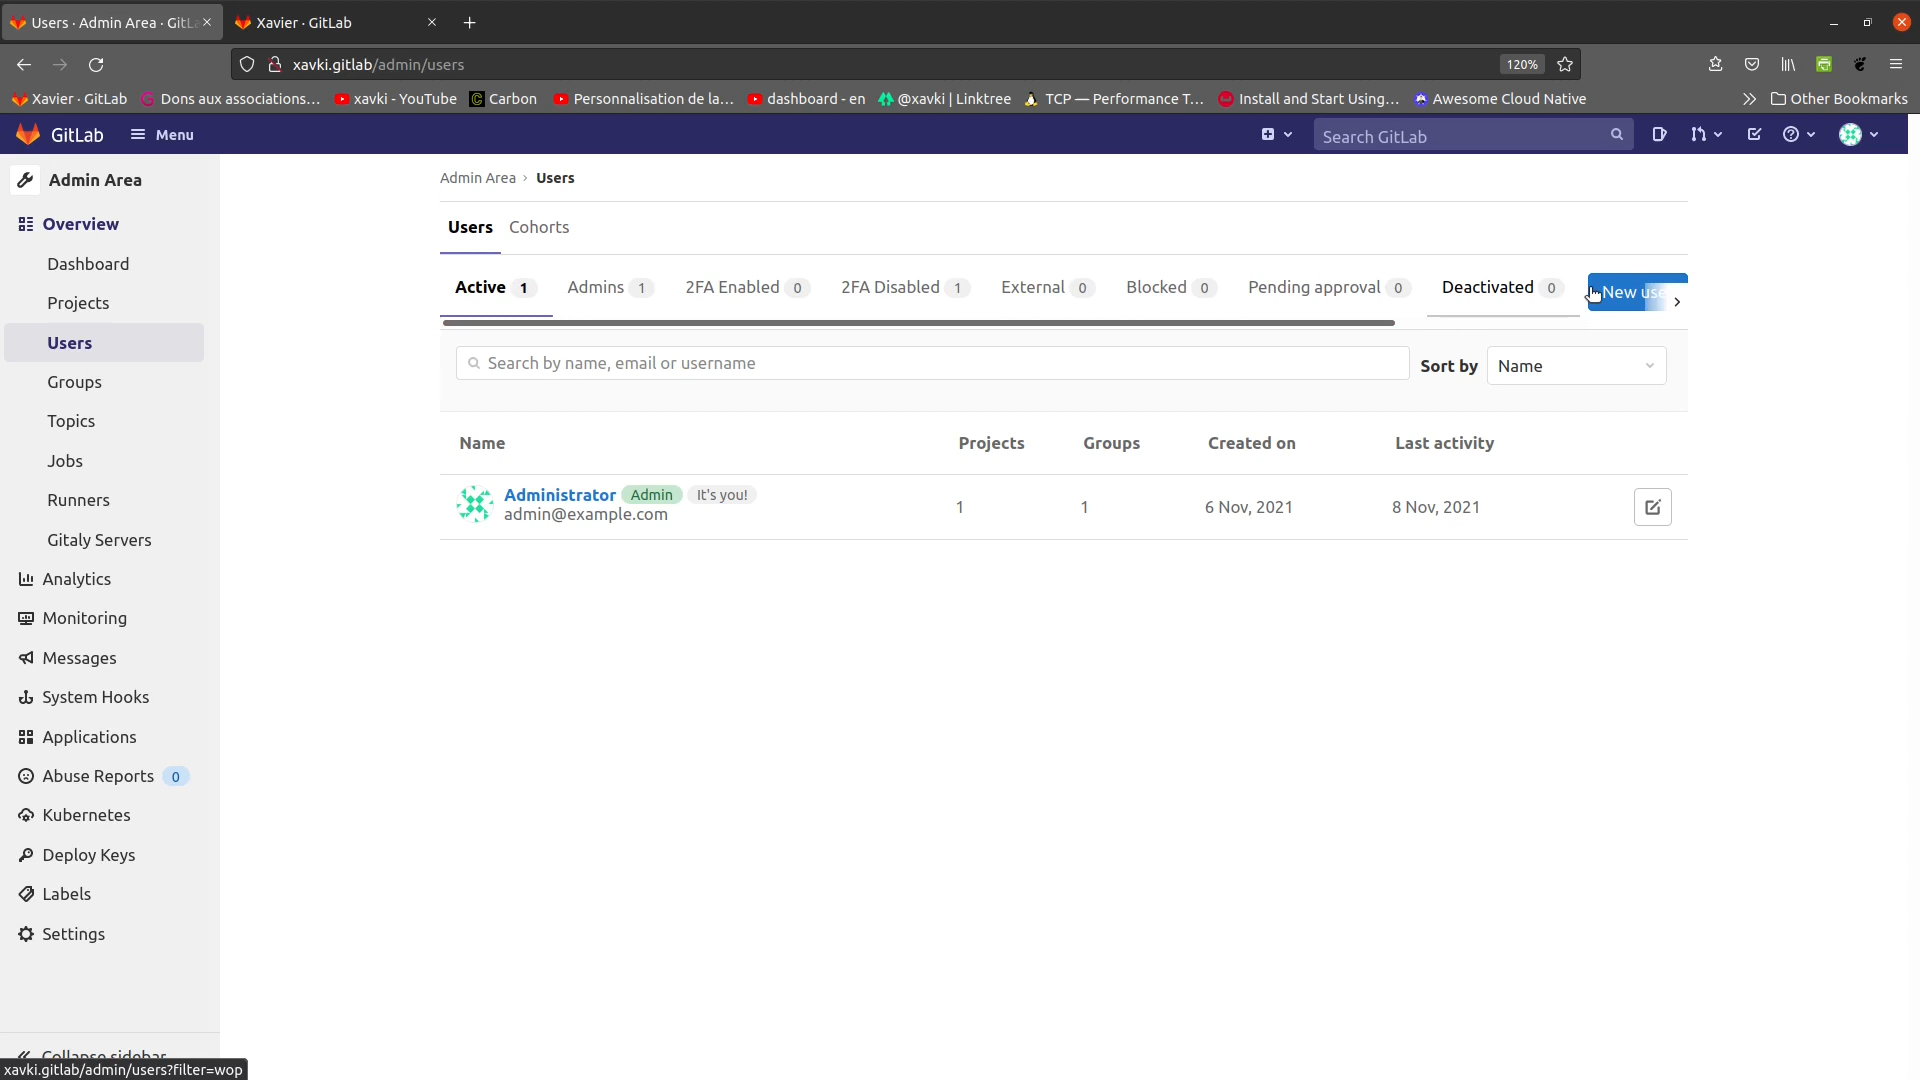 Users · Admin Area · GitLa
Xavier · GitLab
xavki.gitlab/admin/users
120%
Xavier · GitLab
Dons aux associations...
xavki - YouTube
Carbon
Personnalisation de la...
dashboard - en
@xavki | Linktree
TCP — Performance T...
Install and Start Using...
Awesome Cloud Native
Other Bookmarks
GitLab
Menu
Search GitLab
Admin Area
Overview
Dashboard
Projects
Users
Groups
Topics
Jobs
Runners
Gitaly Servers
Analytics
Monitoring
Messages
System Hooks
Applications
Abuse Reports 0
Kubernetes
Deploy Keys
Labels
Settings
Collapse sidebar
xavki.gitlab/admin/users?filter=wop
Admin Area › Users
Users Cohorts
Active 1 Admins 1 2FA Enabled 0 2FA Disabled 1 External 0 Blocked 0 Pending approval 0 Deactivated 0 New use
Search by name, email or username
Sort by Name
Name Projects Groups Created on Last activity
Administrator Admin It's you!
admin@example.com
1 1 6 Nov, 2021 8 Nov, 2021